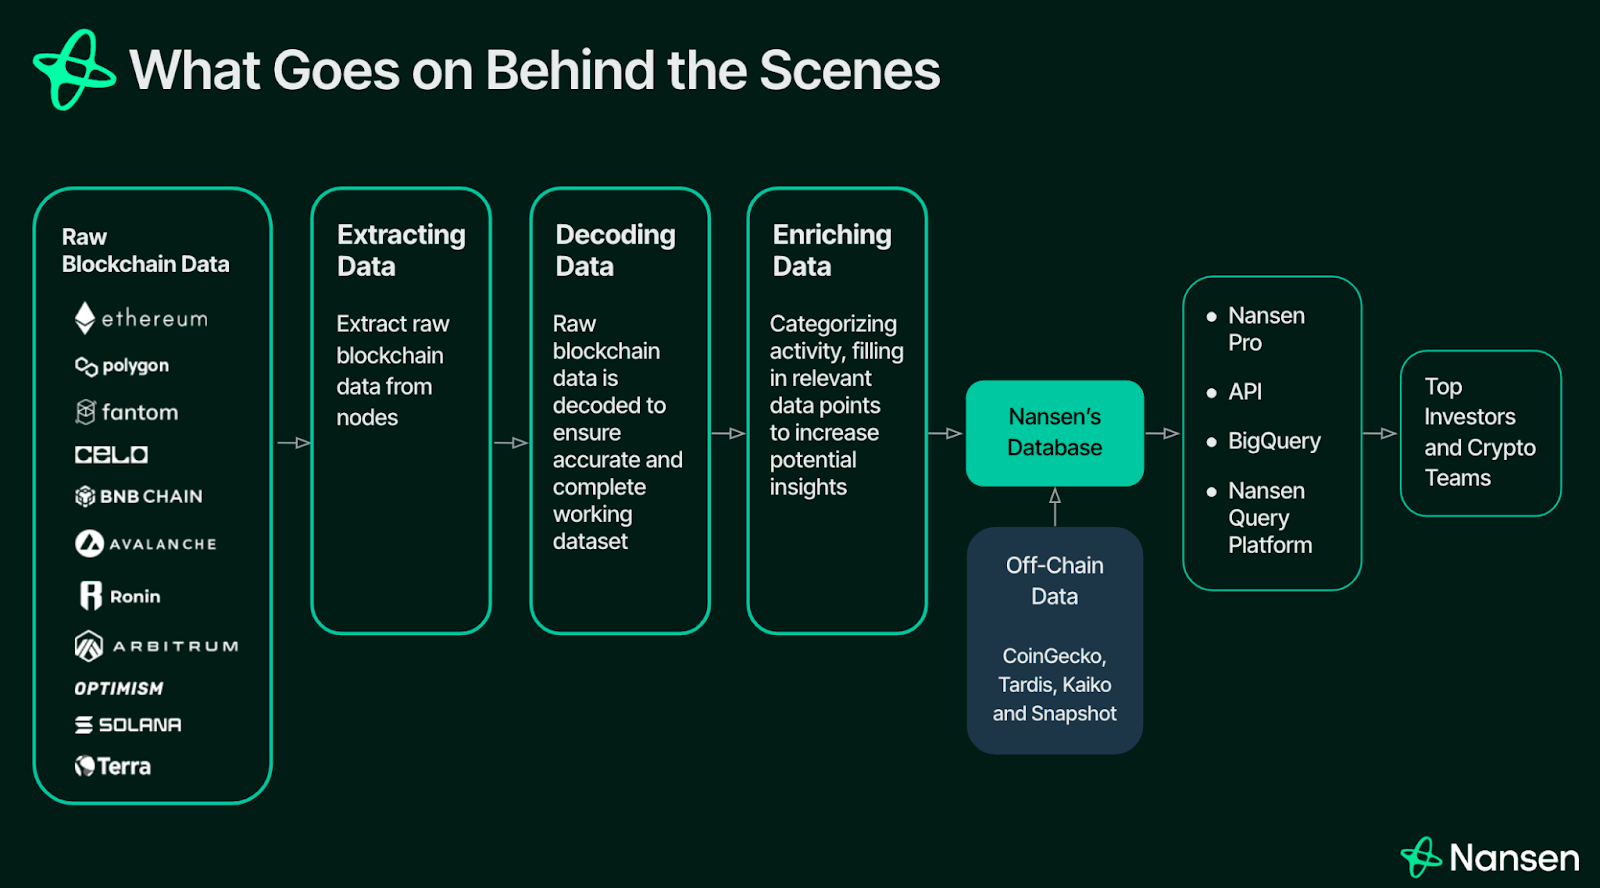 What Goes on Behind the Scenes
Raw
Blockchain Data
ethereum
polygon
fantom
CELO
BNB CHAIN
AVALANCHE
Ronin
ARBITRUM
OPTIMISM
SOLANA
Terra
Extracting
Data
Extract raw
blockchain
data from
nodes
Decoding
Data
Raw
blockchain
data is
decoded to
ensure
accurate and
complete
working
dataset
Enriching
Data
Categorizing
activity, filling
in relevant
data points
to increase
potential
insights
Nansen’s
Database
Off-Chain
Data
CoinGecko,
Tardis, Kaiko
and Snapshot
• Nansen
Pro
• API
• BigQuery
• Nansen
Query
Platform
Top
Investors
and Crypto
Teams
Nansen